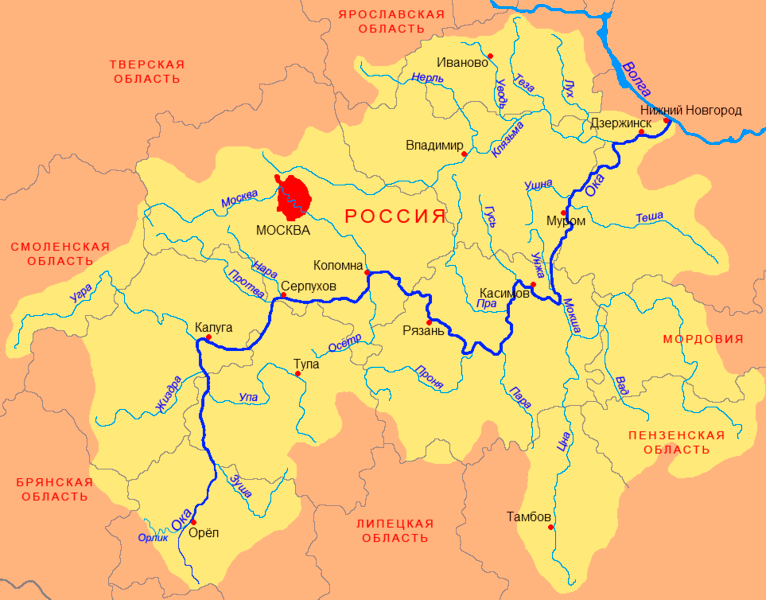 ЯРОСЛАВСКАЯ
ОБЛАСТЬ
ТВЕРСКАЯ
ОБЛАСТЬ
Иваново
Нерль
Уводь
Теза
Лух
Волга
Нижний Новгород
Дзержинск
Владимир
Клязьма
Москва
МОСКВА
РОССИЯ
Гусь
Ушна
Ока
Муром
Теша
СМОЛЕНСКАЯ
ОБЛАСТЬ
Угра
Нара
Протва
Серпухов
Коломна
Унжа
Касимов
Пра
Мокша
Рязань
Калуга
Осетр
Тула
МОРДОВИЯ
Жиздра
Упа
Проня
Пара
Вад
Цна
ПЕНЗЕНСКАЯ
ОБЛАСТЬ
БРЯНСКАЯ
ОБЛАСТЬ
Зуша
Ока
Орёл
Орлик
ЛИПЕЦКАЯ
ОБЛАСТЬ
Тамбов